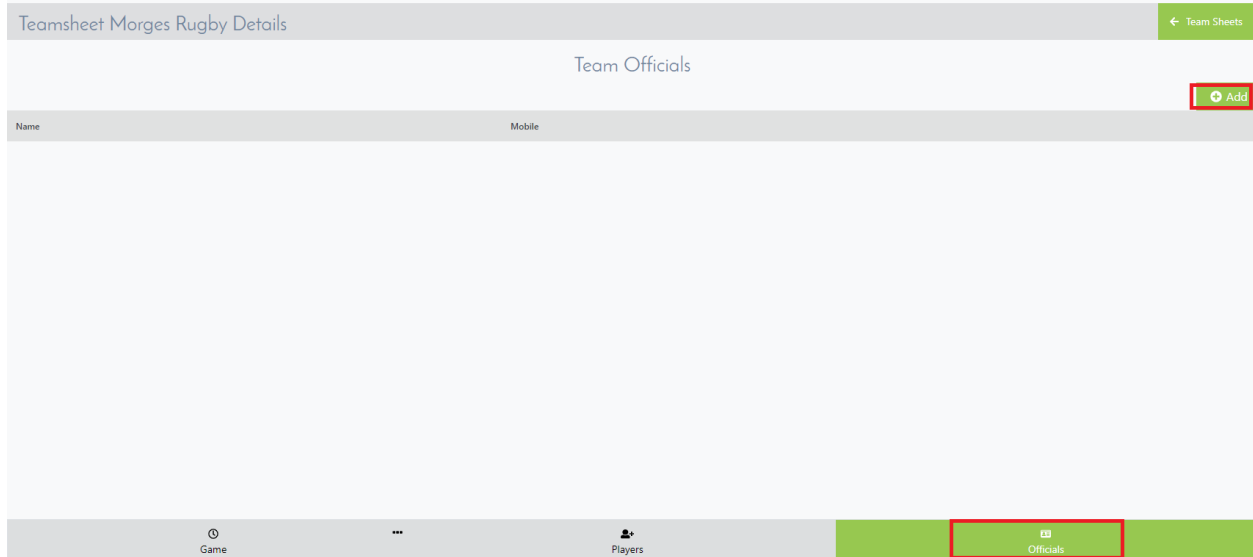 Teamsheet Morges Rugby Details
Team Sheets
Team Officials
Add
Name Mobile
Game Players Officials